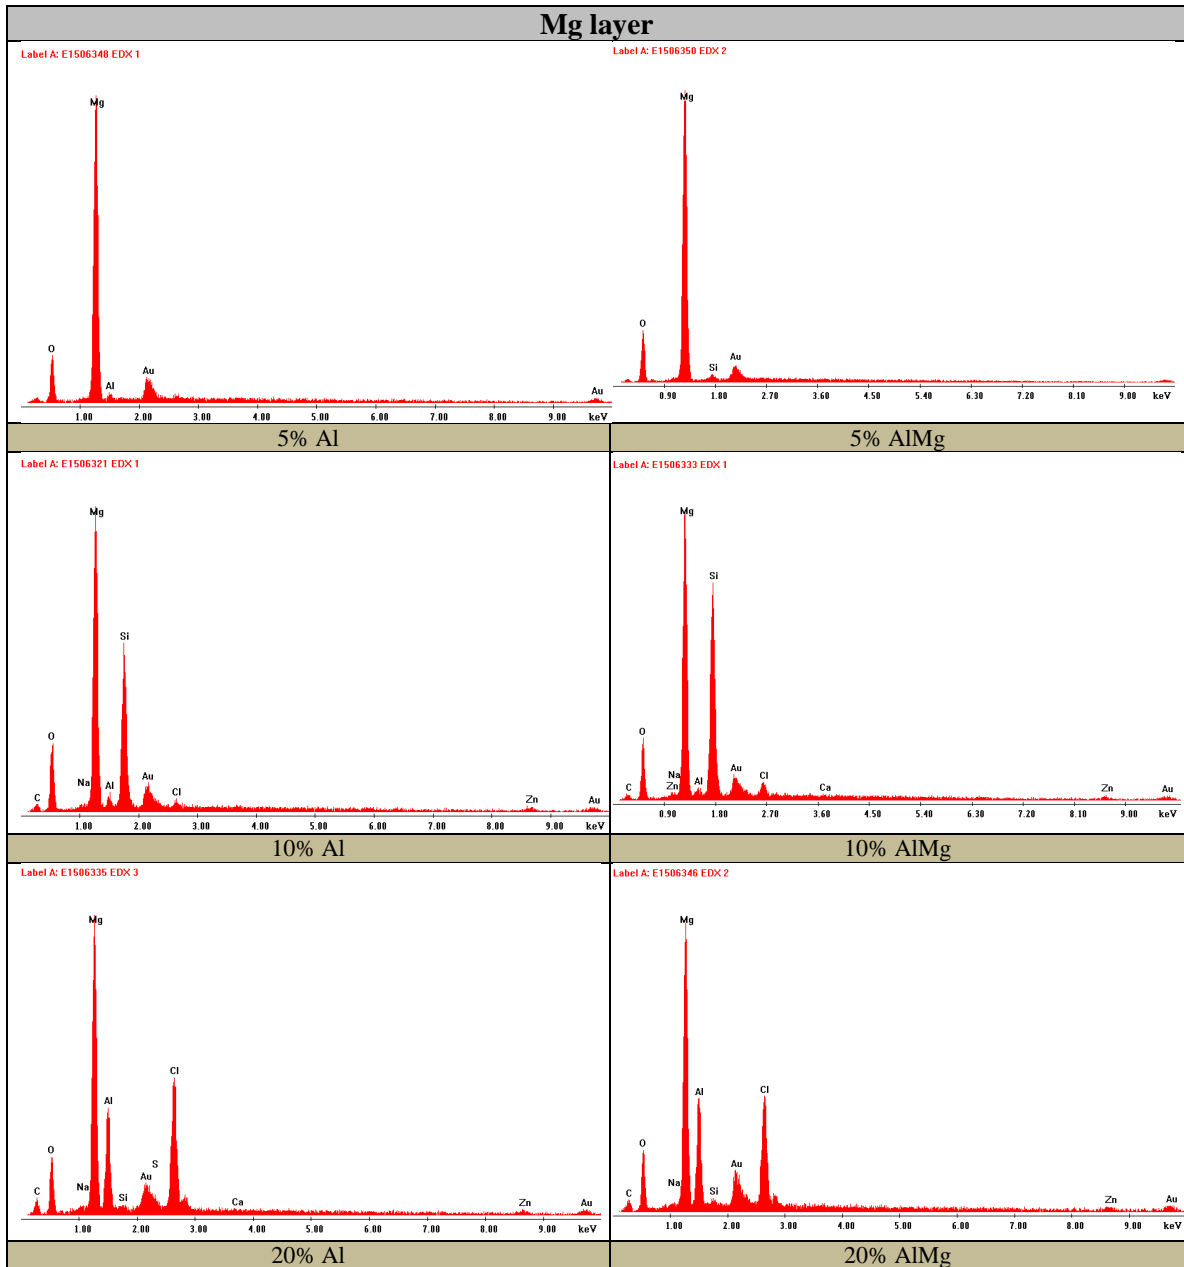 Mg layer
Label A: E1506348 EDX 1
Mg
O
Al
Au
Au
1.00 2.00 3.00 4.00 5.00 6.00 7.00 8.00 9.00 keV
5% Al
Label A: E1506350 EDX 2
Mg
O
Si
Au
0.90 1.80 2.70 3.60 4.50 5.40 6.30 7.20 8.10 9.00 keV
5% AlMg
Label A: E1506321 EDX 1
Mg
Si
O
Na
Al
Au
C
Cl
Zn
Au
1.00 2.00 3.00 4.00 5.00 6.00 7.00 8.00 9.00 keV
10% Al
Label A: E1506333 EDX 1
Mg
Si
O
Au
Na
Cl
Zn
Al
C
Ca
Zn
Au
0.90 1.80 2.70 3.60 4.50 5.40 6.30 7.20 8.10 9.00 keV
10% AlMg
Label A: E1506335 EDX 3
Mg
Cl
Al
O
S
Au
Na
C
Si
Ca
Zn
Au
1.00 2.00 3.00 4.00 5.00 6.00 7.00 8.00 9.00 keV
20% Al
Label A: E1506346 EDX 2
Mg
Al
Cl
O
Au
Na
C
Si
Zn
Au
1.00 2.00 3.00 4.00 5.00 6.00 7.00 8.00 9.00 keV
20% AlMg